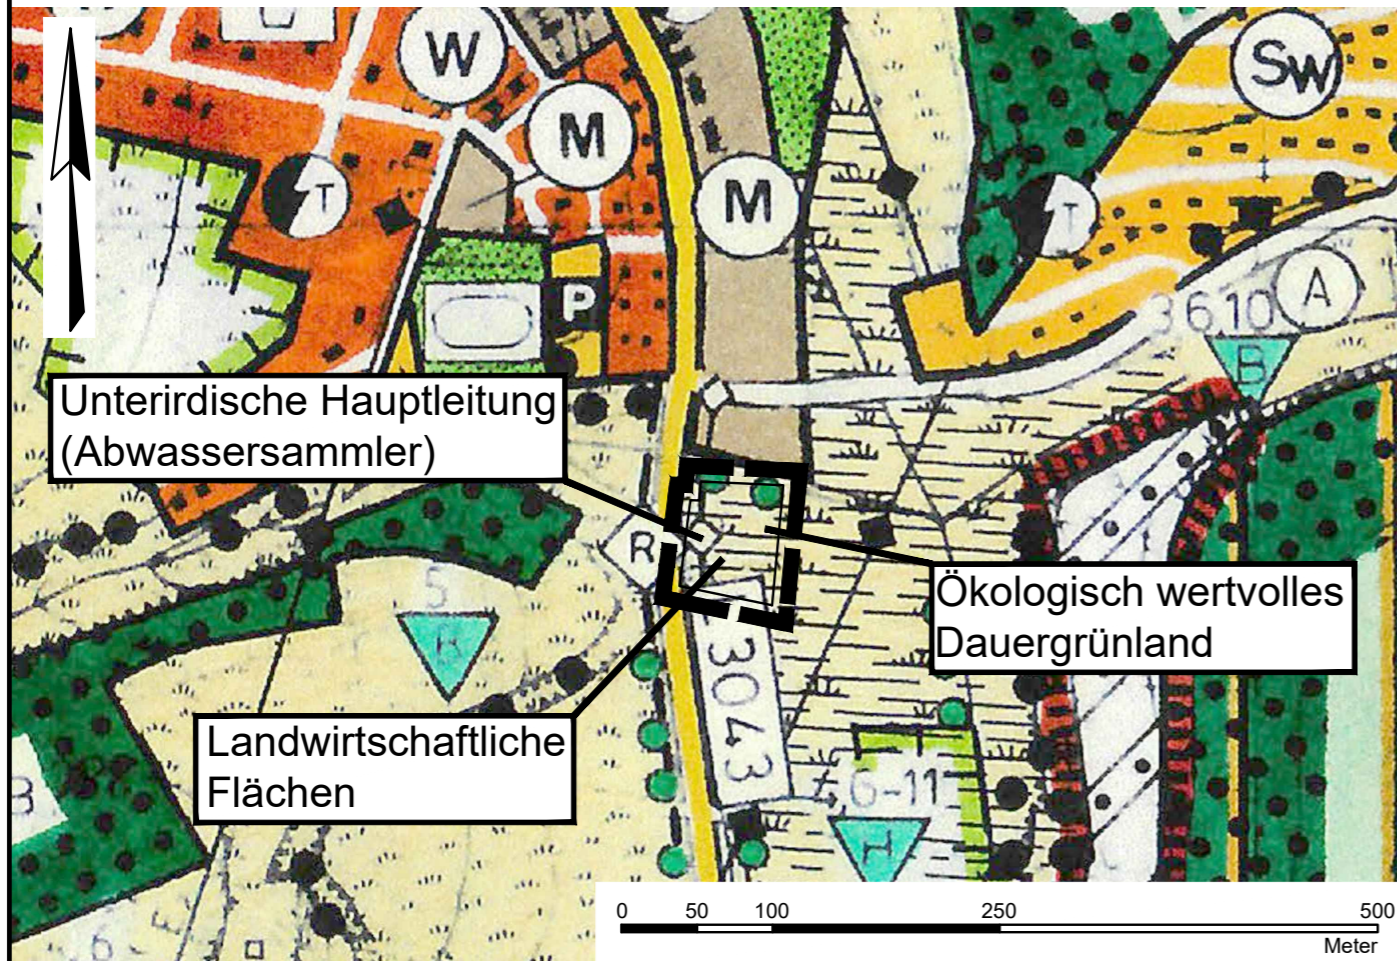 W
M
Sw
T
M
T
P
3610
A
B
Unterirdische Hauptleitung
(Abwassersammler)
R
5
Ökologisch wertvolles
Dauergrünland
3043
Landwirtschaftliche
Flächen
6-11
H
0 50 100 250 500
Meter